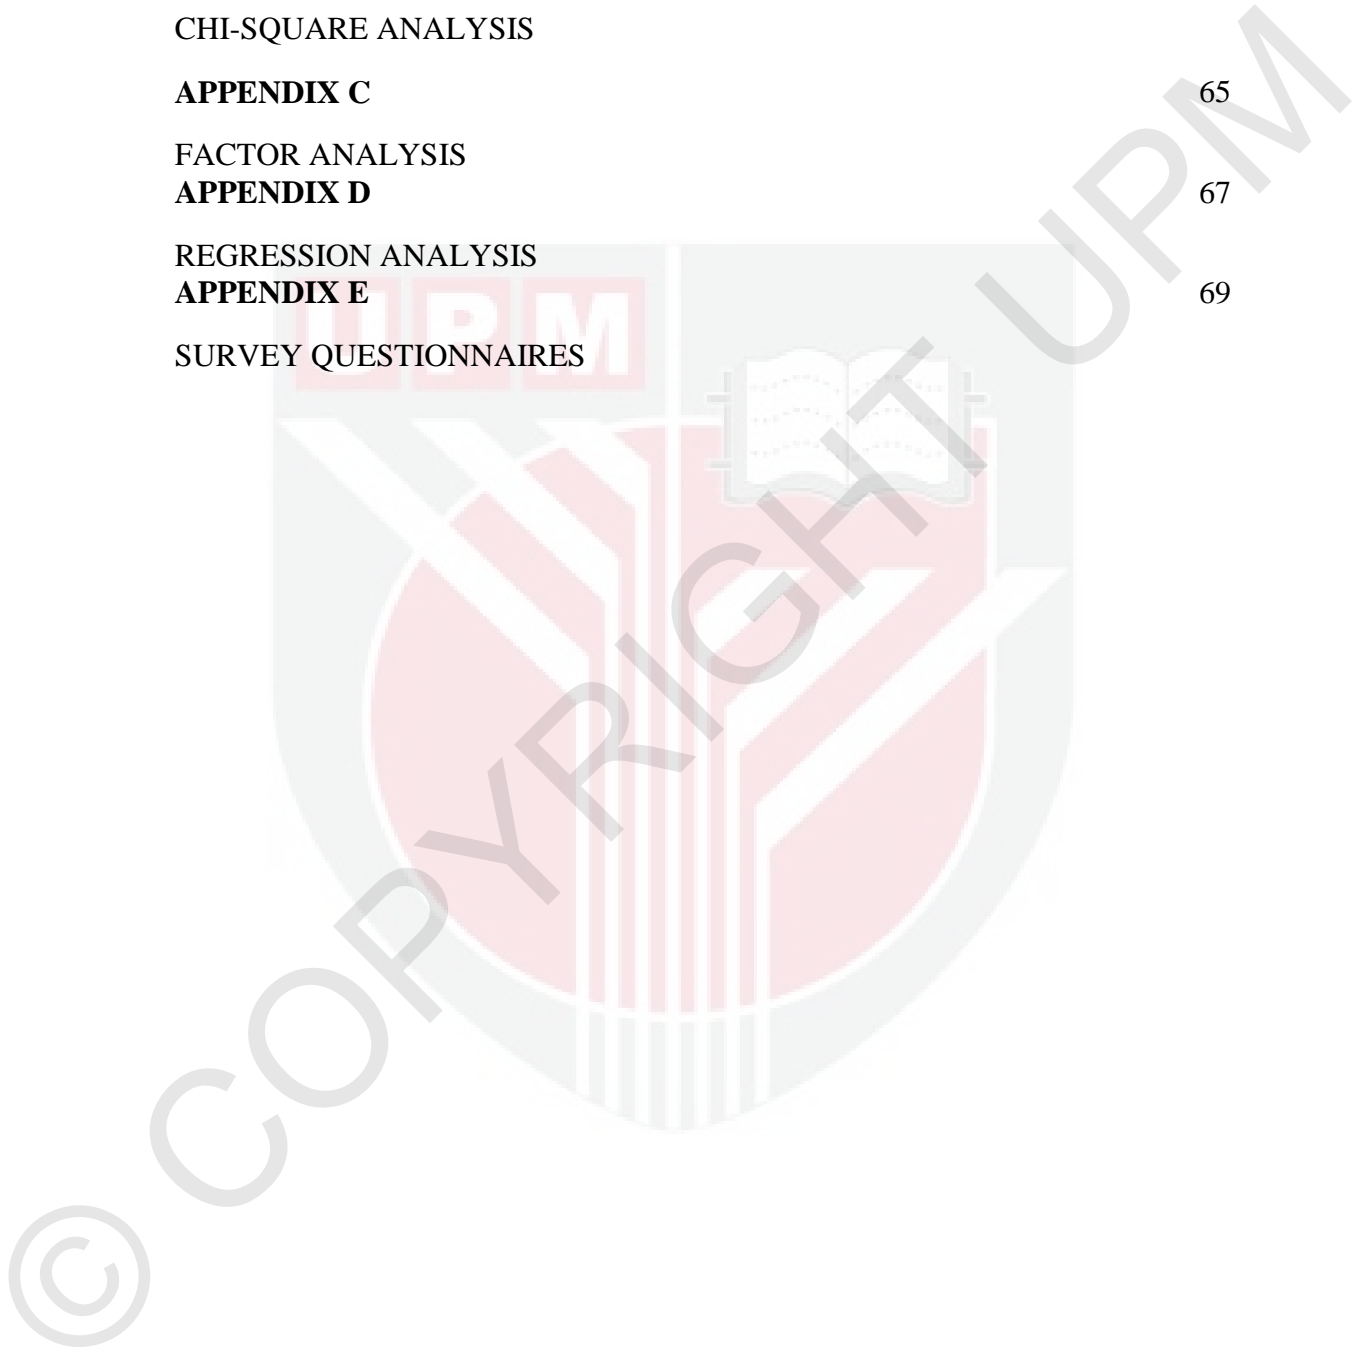 CHI-SQUARE ANALYSIS
APPENDIX C 65
FACTOR ANALYSIS
APPENDIX D 67
REGRESSION ANALYSIS
APPENDIX E 69
SURVEY QUESTIONNAIRES
UPM
© COPYRIGHT UPM